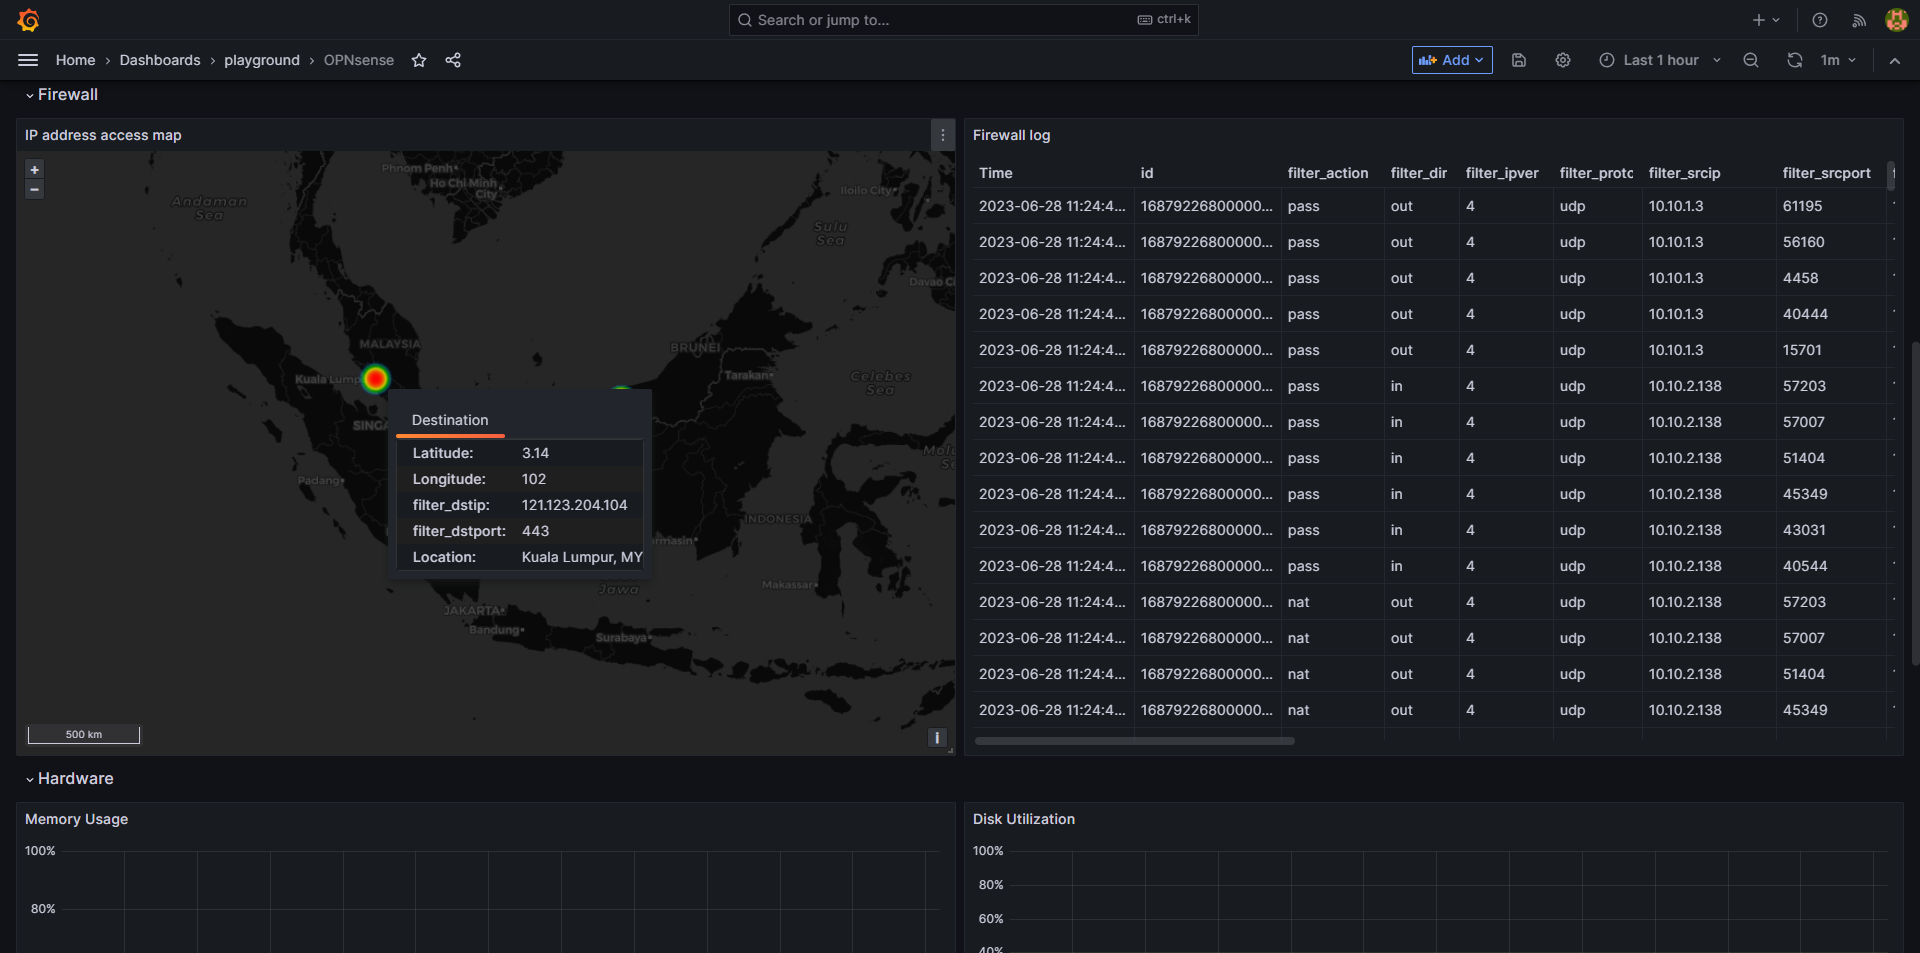 Search or jump to...
ctrl+k
Home › Dashboards › playground › OPNsense
Add
Last 1 hour
1m
Firewall
IP address access map
+
−
Phnom Penh
Ho Chi Minh
City
Andaman
Sea
Iloilo City
Sulu
Sea
MALAYSIA
BRUNEI
Tarakan
Celebes
Sea
Padang
INDONESIA
Makassar
Jawa
JAKARTA
Bandung
Surabaya
Destination
Latitude: 3.14
Longitude: 102
filter_dstip: 121.123.204.104
filter_dstport: 443
Location: Kuala Lumpur, MY
500 km
i
Firewall log
Time id filter_action filter_dir filter_ipver filter_proto filter_srcip filter_srcport
2023-06-28 11:24:4... 16879226800000... pass out 4 udp 10.10.1.3 61195
2023-06-28 11:24:4... 16879226800000... pass out 4 udp 10.10.1.3 56160
2023-06-28 11:24:4... 16879226800000... pass out 4 udp 10.10.1.3 4458
2023-06-28 11:24:4... 16879226800000... pass out 4 udp 10.10.1.3 40444
2023-06-28 11:24:4... 16879226800000... pass out 4 udp 10.10.1.3 15701
2023-06-28 11:24:4... 16879226800000... pass in 4 udp 10.10.2.138 57203
2023-06-28 11:24:4... 16879226800000... pass in 4 udp 10.10.2.138 57007
2023-06-28 11:24:4... 16879226800000... pass in 4 udp 10.10.2.138 51404
2023-06-28 11:24:4... 16879226800000... pass in 4 udp 10.10.2.138 45349
2023-06-28 11:24:4... 16879226800000... pass in 4 udp 10.10.2.138 43031
2023-06-28 11:24:4... 16879226800000... pass in 4 udp 10.10.2.138 40544
2023-06-28 11:24:4... 16879226800000... nat out 4 udp 10.10.2.138 57203
2023-06-28 11:24:4... 16879226800000... nat out 4 udp 10.10.2.138 57007
2023-06-28 11:24:4... 16879226800000... nat out 4 udp 10.10.2.138 51404
2023-06-28 11:24:4... 16879226800000... nat out 4 udp 10.10.2.138 45349
Hardware
Memory Usage
100%
80%
Disk Utilization
100%
80%
60%
40%